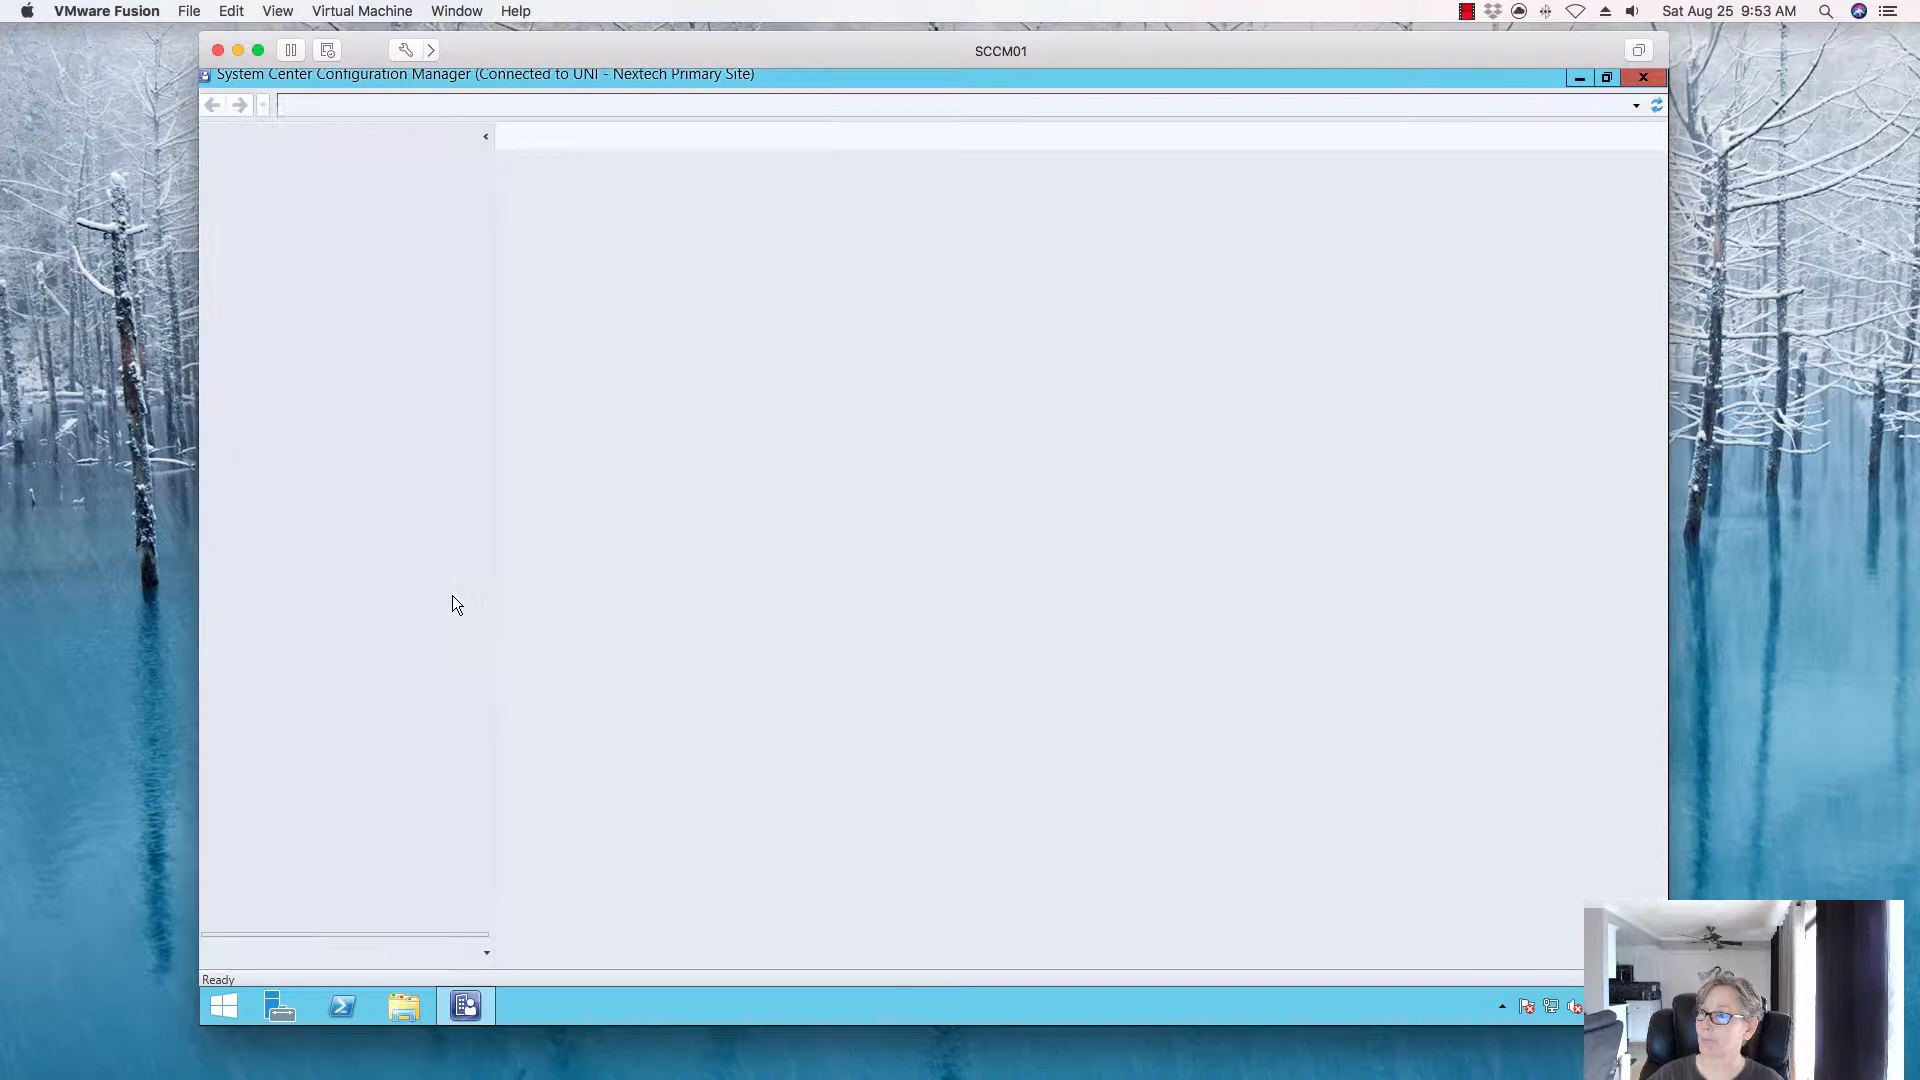 VMware Fusion File Edit View Virtual Machine Window Help Sat Aug 25 9:53 AM
SCCM01
System Center Configuration Manager (Connected to UNI - Nextech Primary Site)
Ready